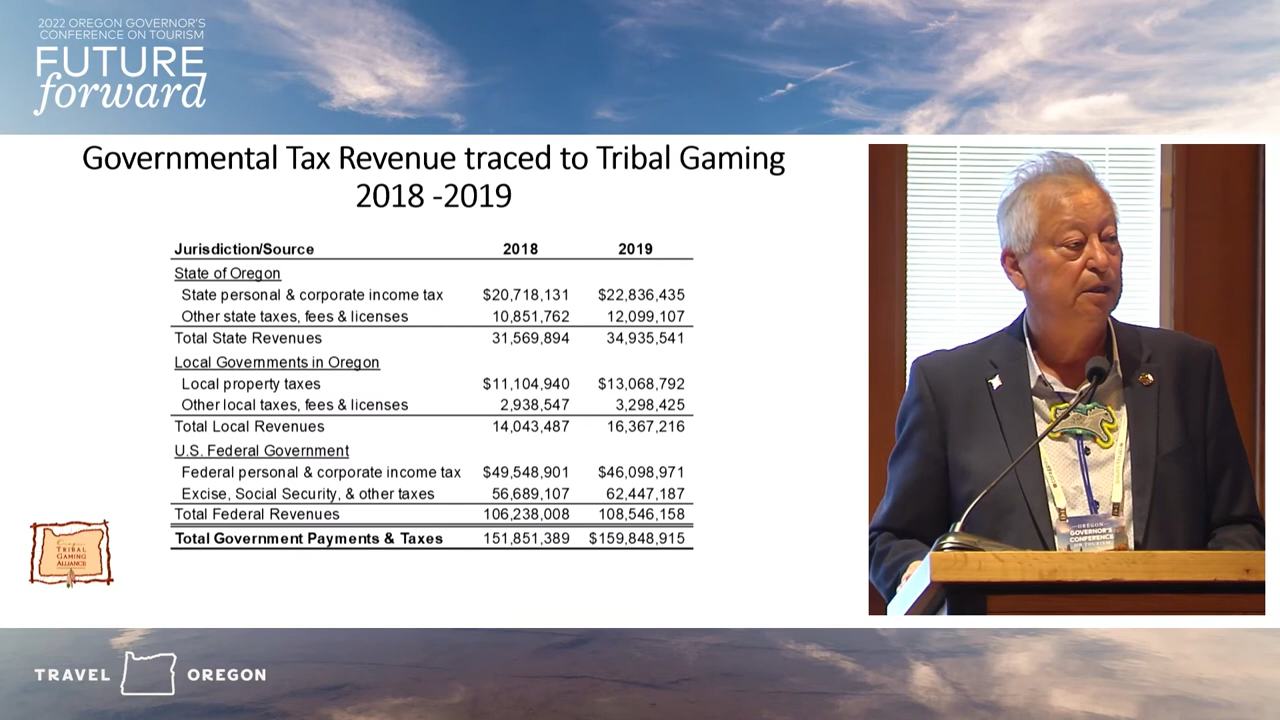 2022 OREGON GOVERNOR'S
CONFERENCE ON TOURISM
FUTURE
forward
Governmental Tax Revenue traced to Tribal Gaming
2018 -2019
Jurisdiction/Source 2018 2019
State of Oregon
State personal & corporate income tax $20,718,131 $22,836,435
Other state taxes, fees & licenses 10,851,762 12,099,107
Total State Revenues 31,569,894 34,935,541
Local Governments in Oregon
Local property taxes $11,104,940 $13,068,792
Other local taxes, fees & licenses 2,938,547 3,298,425
Total Local Revenues 14,043,487 16,367,216
U.S. Federal Government
Federal personal & corporate income tax $49,548,901 $46,098,971
Excise, Social Security, & other taxes 56,689,107 62,447,187
Total Federal Revenues 106,238,008 108,546,158
Total Government Payments & Taxes 151,851,389 $159,848,915
Oregon
TRIBAL
GAMING
ALLIANCE
OREGON
GOVERNOR'S
CONFERENCE
ON TOURISM
TRAVEL OREGON